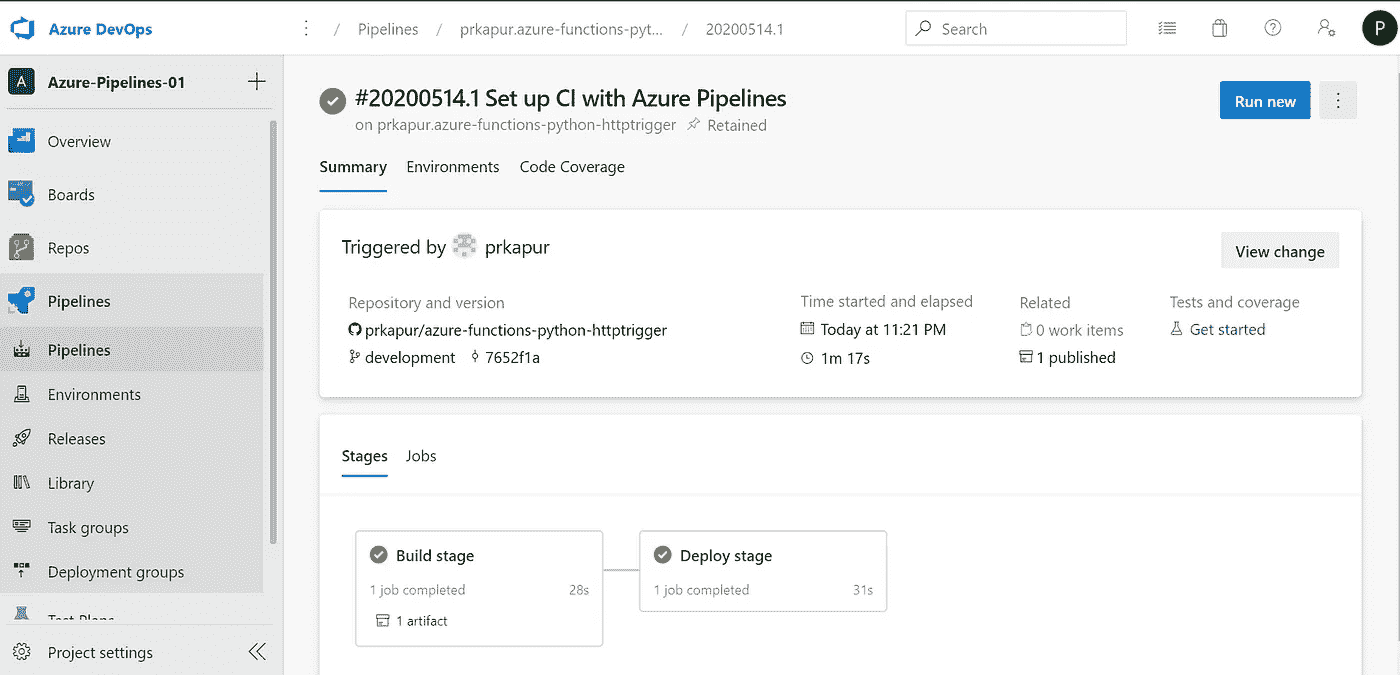 Azure DevOps
/ Pipelines / prkapur.azure-functions-pyt... / 20200514.1
Search
P
A Azure-Pipelines-01
Overview
Boards
Repos
Pipelines
Pipelines
Environments
Releases
Library
Task groups
Deployment groups
Test Plans
Project settings
#20200514.1 Set up CI with Azure Pipelines
on prkapur.azure-functions-python-httptrigger Retained
Run new
Summary Environments Code Coverage
Triggered by prkapur
View change
Repository and version
prkapur/azure-functions-python-httptrigger
development 7652f1a
Time started and elapsed
Today at 11:21 PM
1m 17s
Related
0 work items
1 published
Tests and coverage
Get started
Stages Jobs
Build stage
1 job completed 28s
1 artifact
Deploy stage
1 job completed 31s